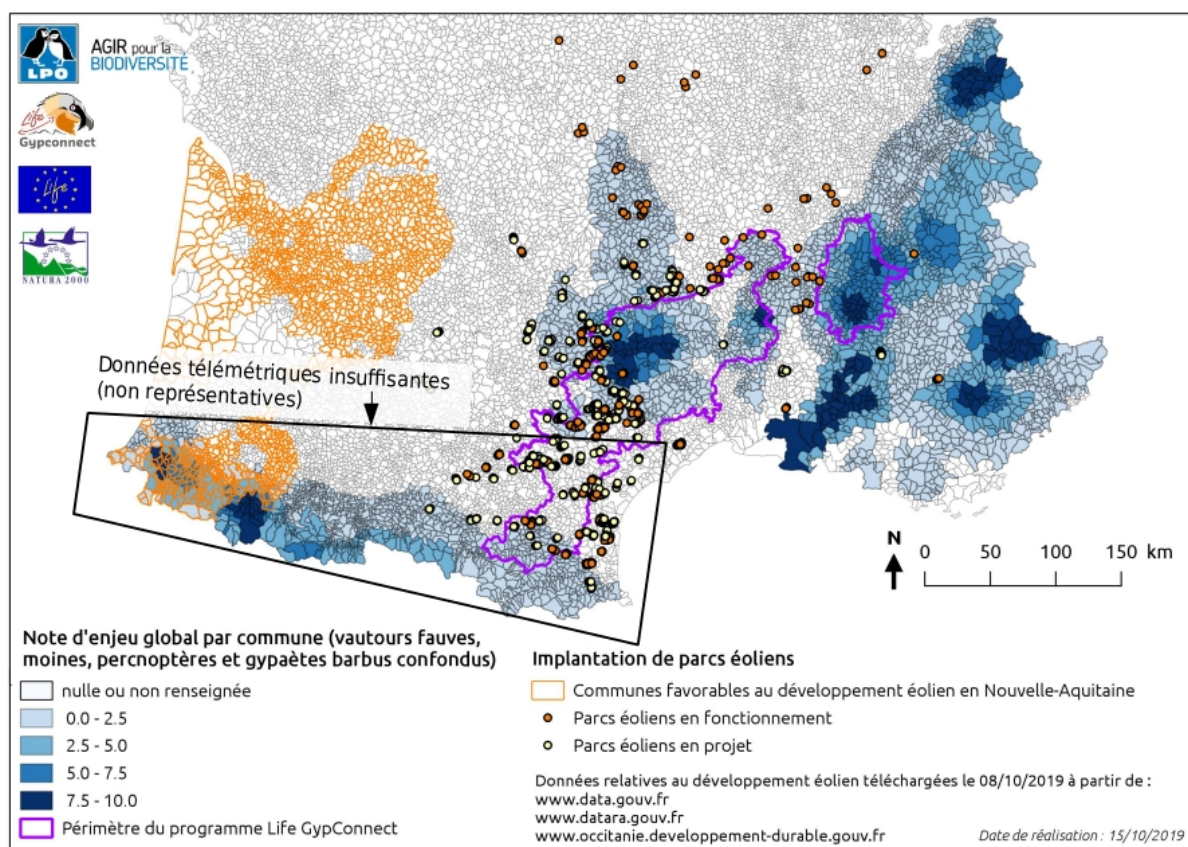 LPO
AGIR pour la
BIODIVERSITÉ
Life
Gypconnect
Life
NATURA 2000
Données télémétriques insuffisantes
(non représentatives)
N
0 50 100 150 km
Note d'enjeu global par commune (vautours fauves,
moines, percnoptères et gypaètes barbus confondus)
nulle ou non renseignée
0.0 - 2.5
2.5 - 5.0
5.0 - 7.5
7.5 - 10.0
Périmètre du programme Life GypConnect
Implantation de parcs éoliens
Communes favorables au développement éolien en Nouvelle-Aquitaine
Parcs éoliens en fonctionnement
Parcs éoliens en projet
Données relatives au développement éolien téléchargées le 08/10/2019 à partir de :
www.data.gouv.fr
www.datara.gouv.fr
www.occitanie.developpement-durable.gouv.fr
Date de réalisation : 15/10/2019